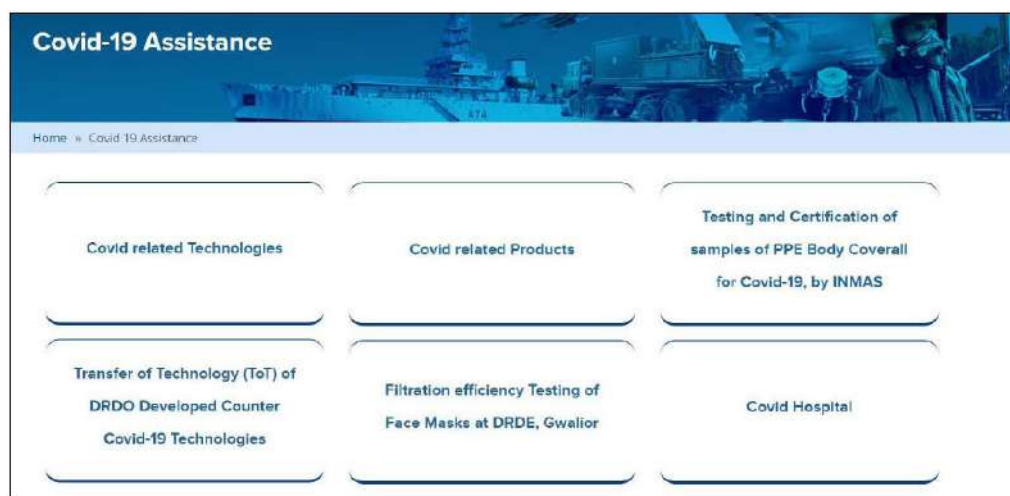 Covid-19 Assistance
A74
Home » Covid-19 Assistance
Covid related Technologies
Covid related Products
Testing and Certification of
samples of PPE Body Coverall
for Covid-19, by INMAS
Transfer of Technology (ToT) of
DRDO Developed Counter
Covid-19 Technologies
Filtration efficiency Testing of
Face Masks at DRDE, Gwalior
Covid Hospital